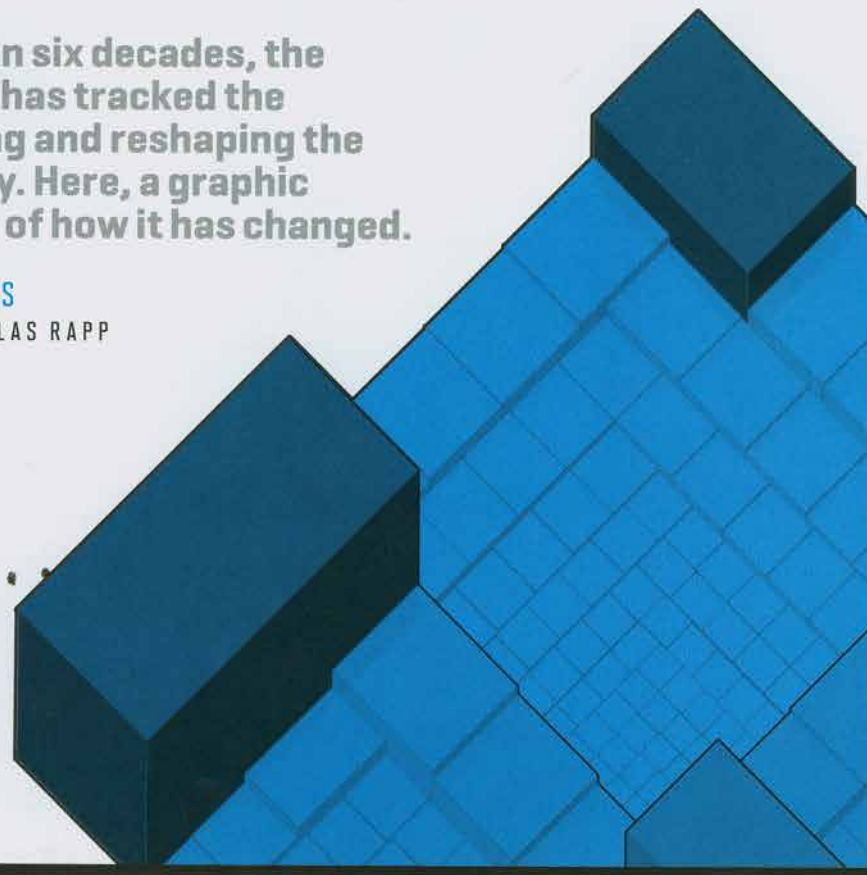 n six decades, the
has tracked the
g and reshaping the
y. Here, a graphic
of how it has changed.
S
LAS RAPP